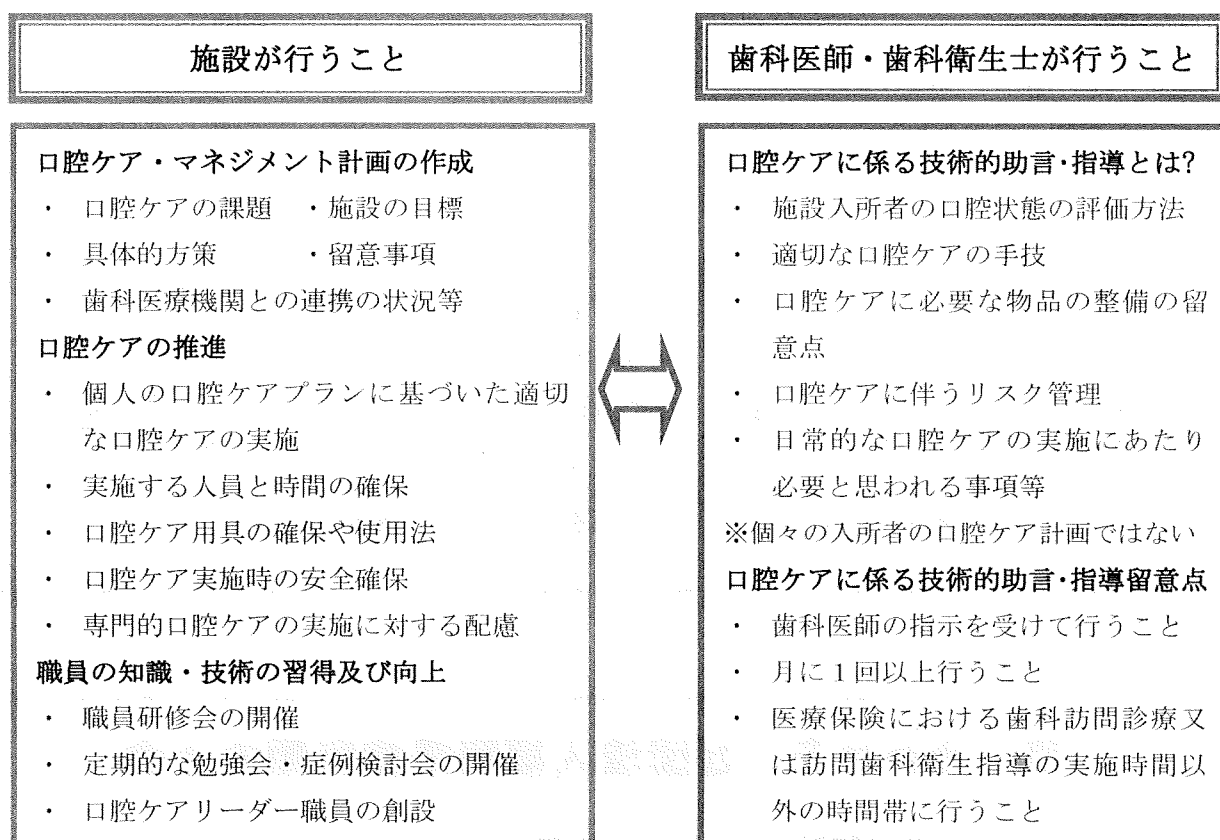 施設が行うこと
口腔ケア・マネジメント計画の作成
・ 口腔ケアの課題 ・施設の目標
・ 具体的方策 ・留意事項
・ 歯科医療機関との連携の状況等
口腔ケアの推進
・ 個人の口腔ケアプランに基づいた適切
な口腔ケアの実施
・ 実施する人員と時間の確保
・ 口腔ケア用具の確保や使用法
・ 口腔ケア実施時の安全確保
・ 専門的口腔ケアの実施に対する配慮
職員の知識・技術の習得及び向上
・ 職員研修会の開催
・ 定期的な勉強会・症例検討会の開催
・ 口腔ケアリーダー職員の創設
歯科医師・歯科衛生士が行うこと
口腔ケアに係る技術的助言・指導とは?
・ 施設入所者の口腔状態の評価方法
・ 適切な口腔ケアの手技
・ 口腔ケアに必要な物品の整備の留
意点
・ 口腔ケアに伴うリスク管理
・ 日常的な口腔ケアの実施にあたり
必要と思われる事項等
※個々の入所者の口腔ケア計画ではない
口腔ケアに係る技術的助言・指導留意点
・ 歯科医師の指示を受けて行うこと
・ 月に1回以上行うこと
・ 医療保険における歯科訪問診療又
は訪問歯科衛生指導の実施時間以
外の時間帯に行うこと